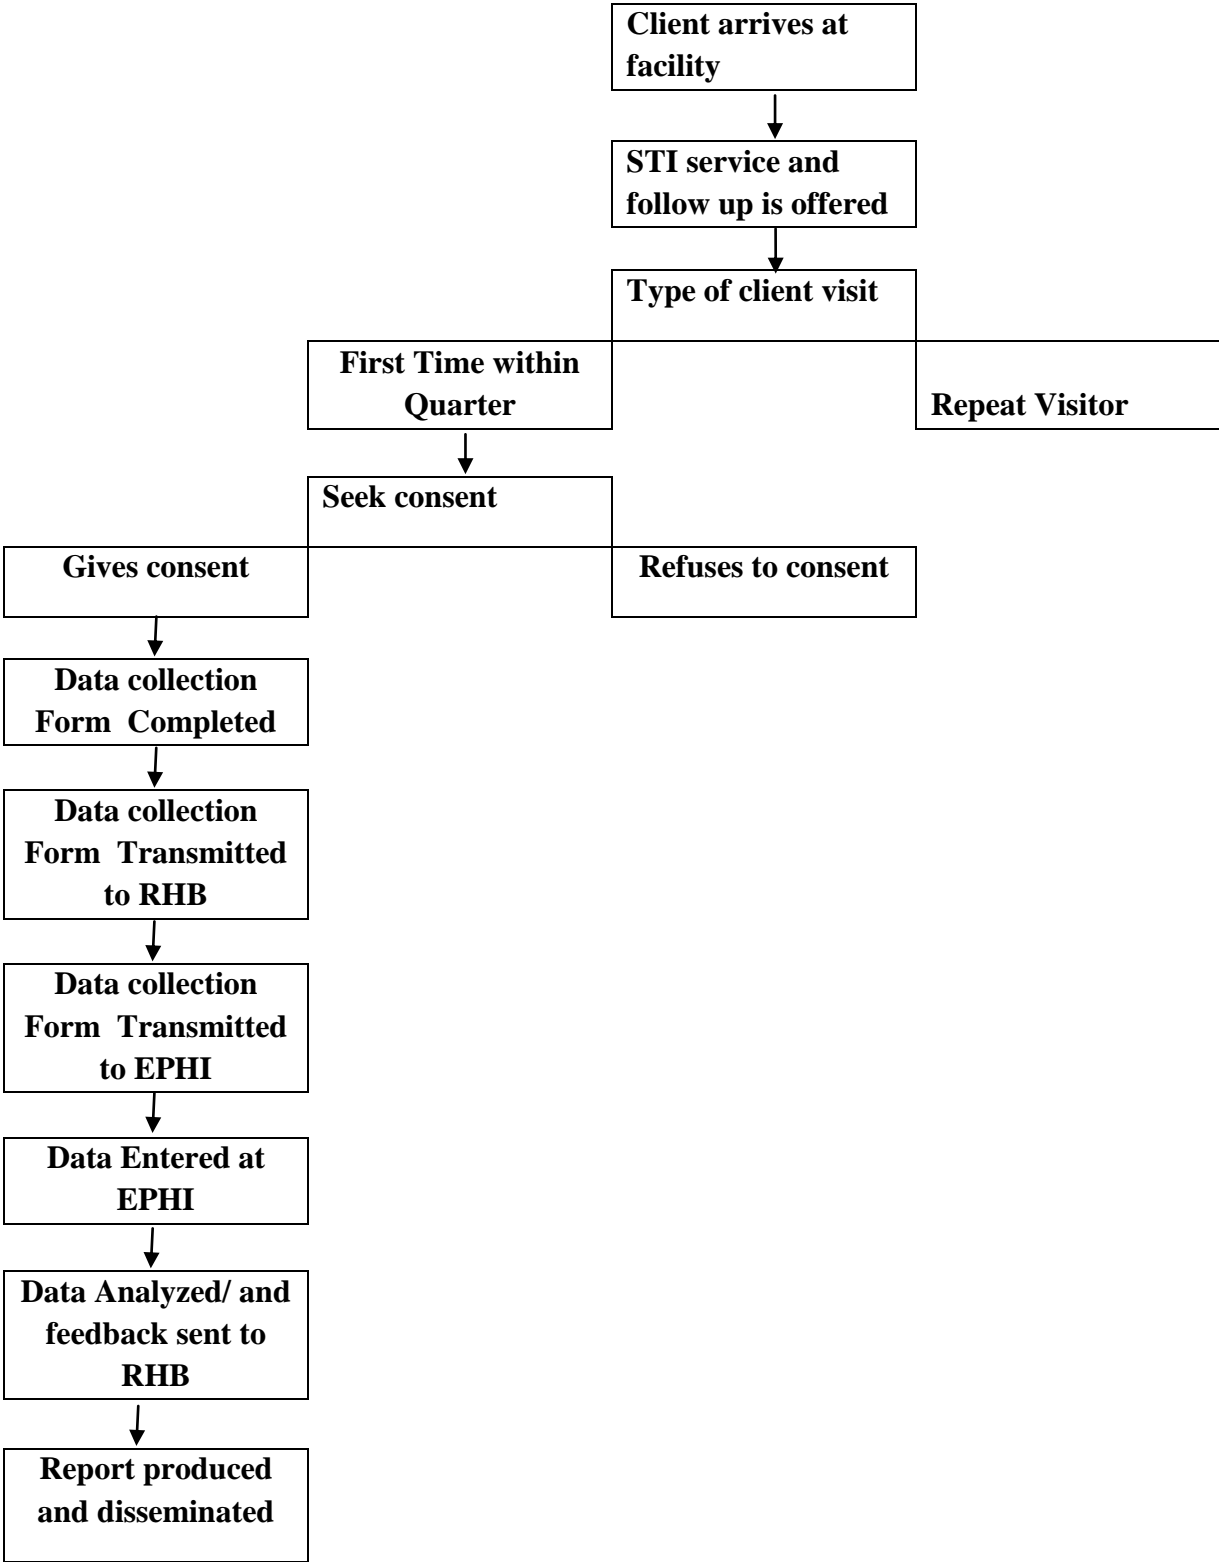 Client arrives at
facility
STI service and
follow up is offered
Type of client visit
First Time within
Quarter
Repeat Visitor
Seek consent
Gives consent
Refuses to consent
Data collection
Form  Completed
Data collection
Form  Transmitted
to RHB
Data collection
Form  Transmitted
to EPHI
Data Entered at
EPHI
Data Analyzed/ and
feedback sent to
RHB
Report produced
and disseminated